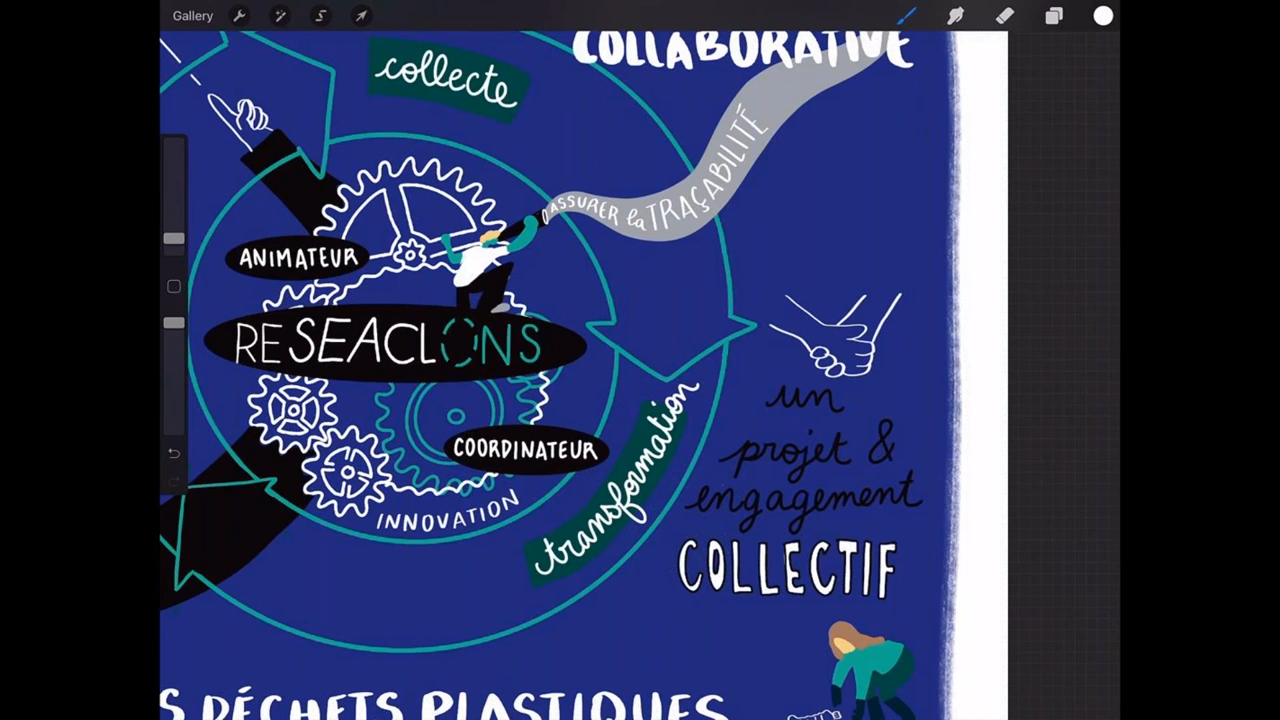 Gallery
COLLABORATIVE
collecte
ASSURER la TRAÇABILITÉ
ANIMATEUR
RESEACLONS
COORDINATEUR
INNOVATION
transformation
un
projet &
engagement
COLLECTIF
S DÉCHETS PLASTIQUES